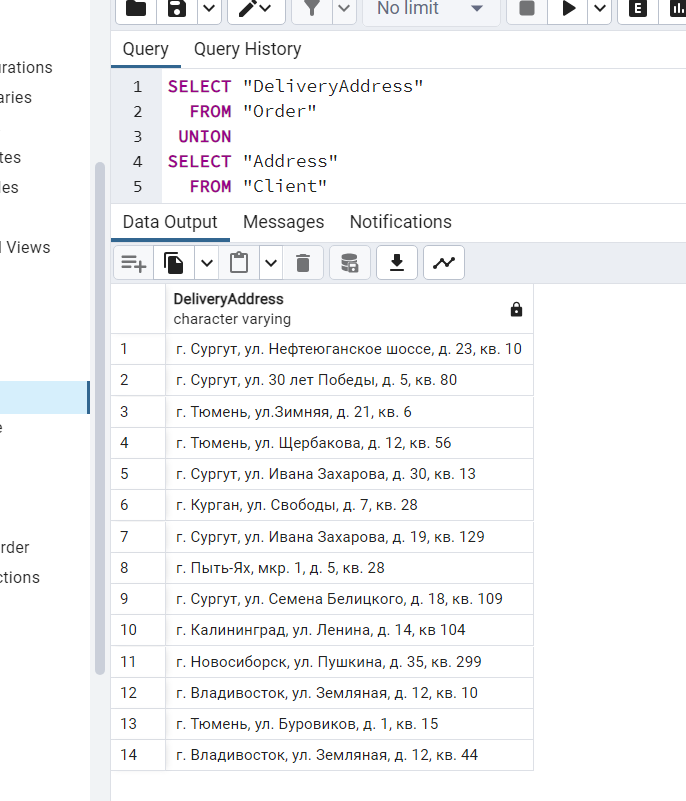 No limit
E
Query Query History
rations
aries
tes
les
l Views
e
rder
ctions
1 SELECT "DeliveryAddress"
2 FROM "Order"
3 UNION
4 SELECT "Address"
5 FROM "Client"
Data Output Messages Notifications
DeliveryAddress
character varying
1 г. Сургут, ул. Нефтеюганское шоссе, д. 23, кв. 10
2 г. Сургут, ул. 30 лет Победы, д. 5, кв. 80
3 г. Тюмень, ул.Зимняя, д. 21, кв. 6
4 г. Тюмень, ул. Щербакова, д. 12, кв. 56
5 г. Сургут, ул. Ивана Захарова, д. 30, кв. 13
6 г. Курган, ул. Свободы, д. 7, кв. 28
7 г. Сургут, ул. Ивана Захарова, д. 19, кв. 129
8 г. Пыть-Ях, мкр. 1, д. 5, кв. 28
9 г. Сургут, ул. Семена Белицкого, д. 18, кв. 109
10 г. Калининград, ул. Ленина, д. 14, кв 104
11 г. Новосиборск, ул. Пушкина, д. 35, кв. 299
12 г. Владивосток, ул. Земляная, д. 12, кв. 10
13 г. Тюмень, ул. Буровиков, д. 1, кв. 15
14 г. Владивосток, ул. Земляная, д. 12, кв. 44